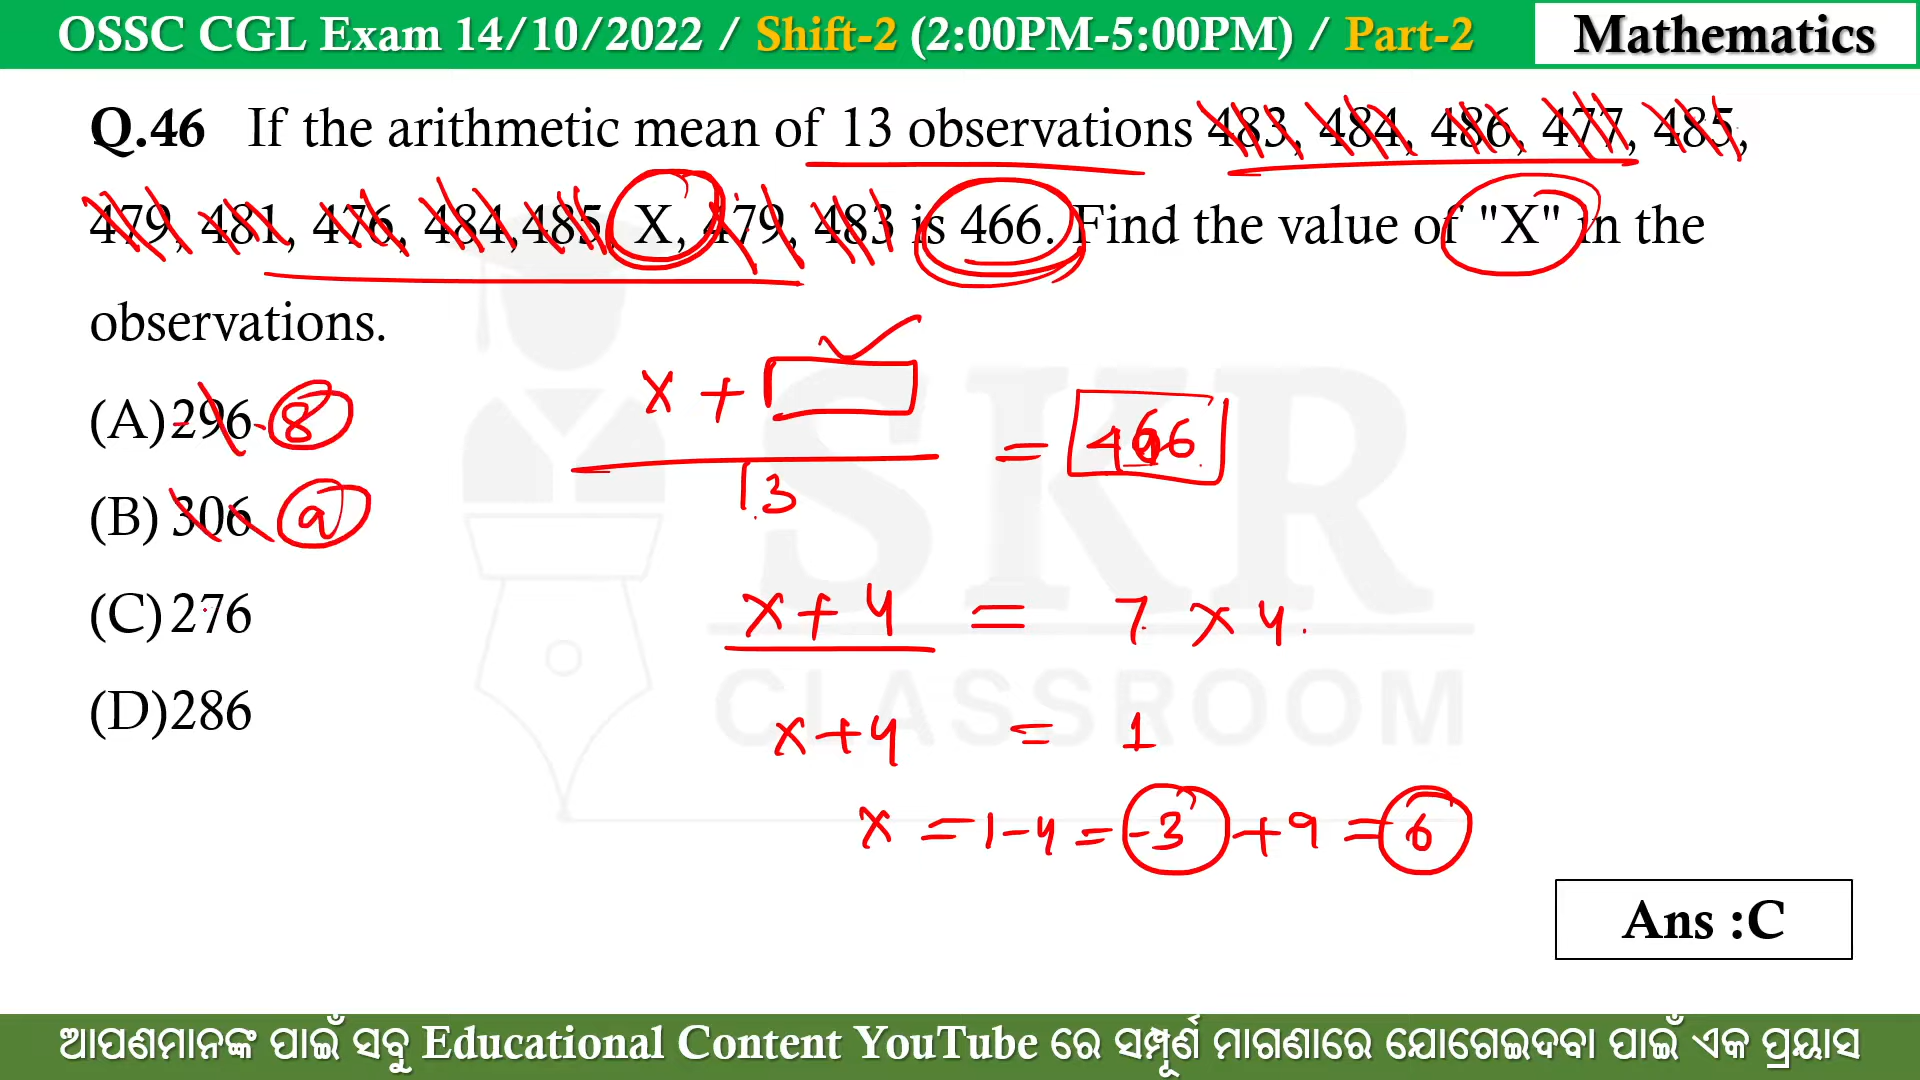 OSSC CGL Exam 14/10/2022 / Shift-2 (2:00PM-5:00PM) / Part-2 Mathematics
Q.46 If the arithmetic mean of 13 observations 483, 484, 486, 477, 485,
479, 481, 476, 484,485, X, 479, 483 is 466. Find the value of "X" in the
observations.
(A) 296 - 8
(B) 306 9
(C) 276
(D) 286
x +
13
= 466
x + 4 = 7 × 4
x + 4 = 1
x = 1 - 4 = -3 + 9 = 6
Ans :C
SKR
CLASSROOM
ଆପଣମାନଙ୍କ ପାଇଁ ସବୁ Educational Content YouTube ରେ ସମ୍ପୂର୍ଣ ମାଗଣାରେ ଯୋଗେଇଦବା ପାଇଁ ଏକ ପ୍ରୟାସ